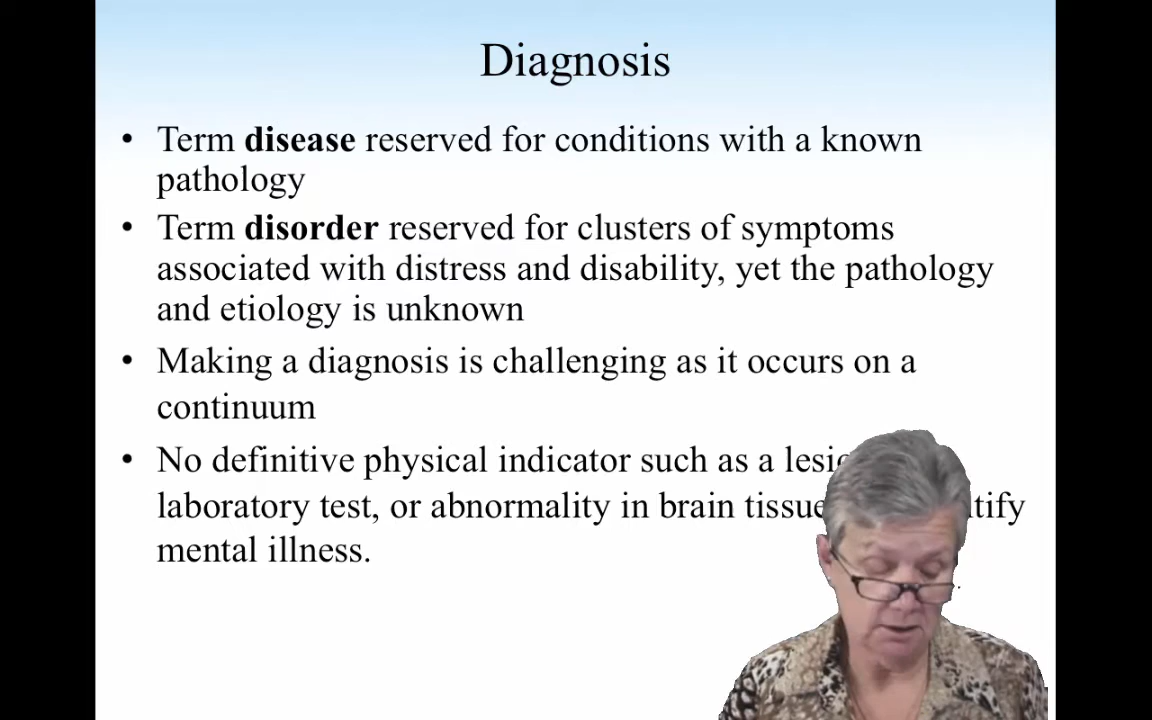 Diagnosis
• Term disease reserved for conditions with a known
pathology
• Term disorder reserved for clusters of symptoms
associated with distress and disability, yet the pathology
and etiology is unknown
• Making a diagnosis is challenging as it occurs on a
continuum
• No definitive physical indicator such as a
laboratory test, or abnormality in brain tissue
mental illness.